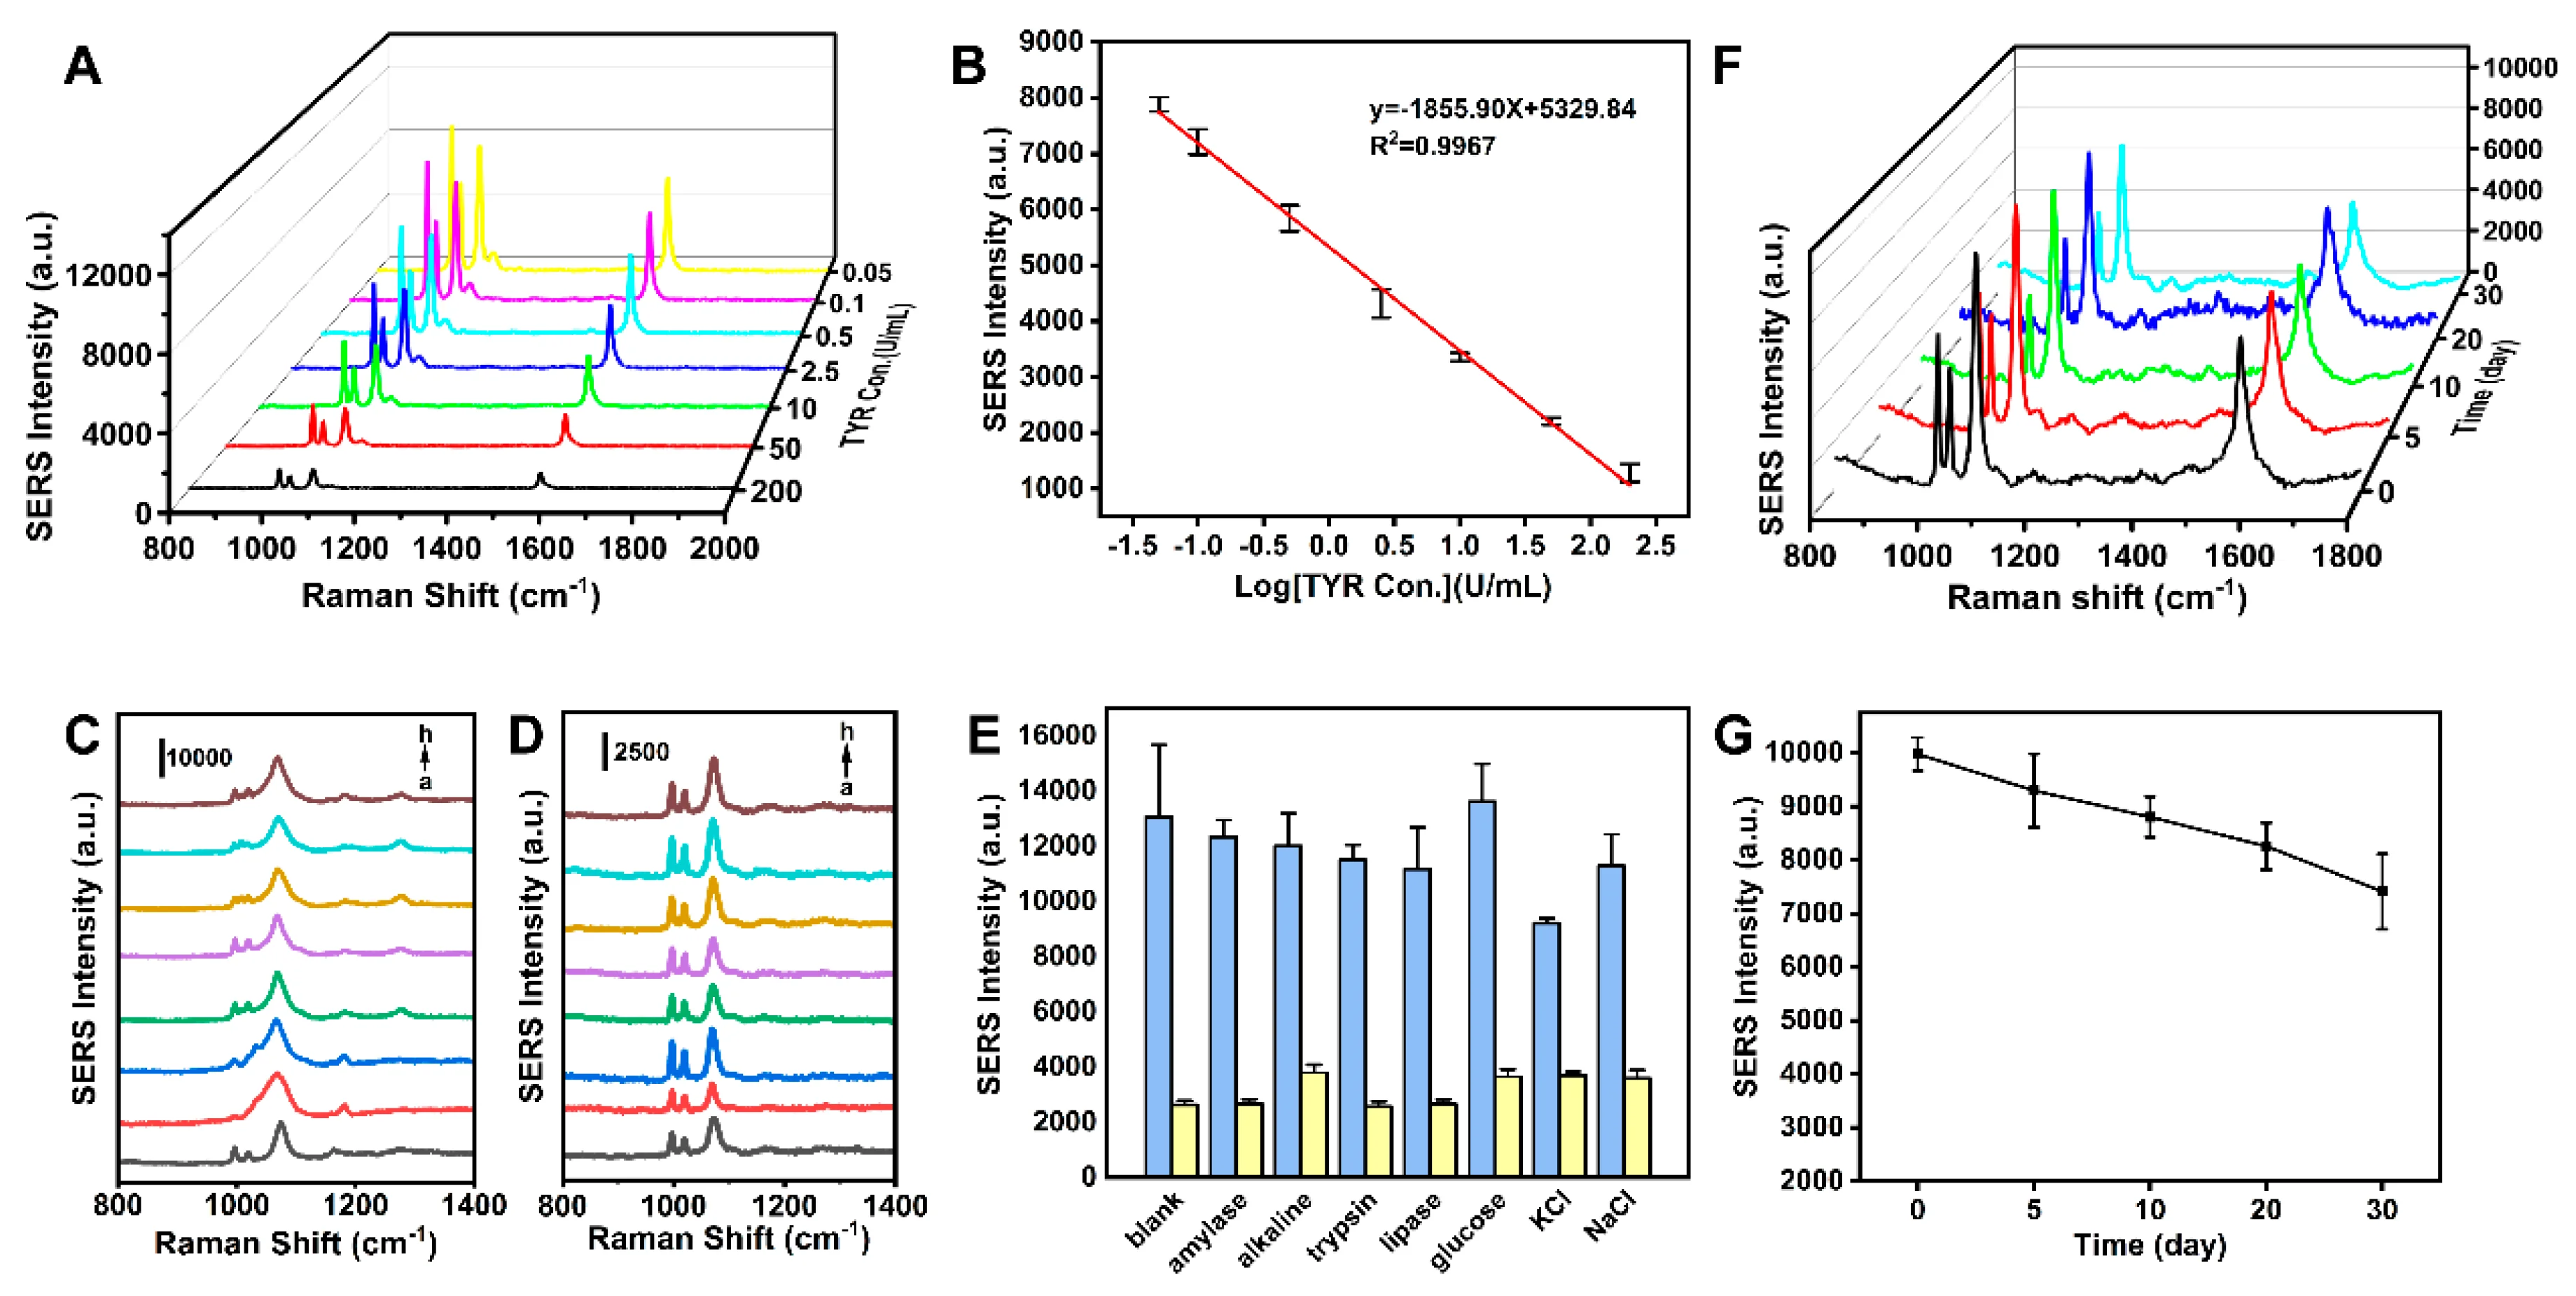 A
SERS Intensity (a.u.)
12000
8000
4000
0
800 1000 1200 1400 1600 1800 2000
Raman Shift (cm-1)
0.05
0.1
0.5
2.5
10
50
200
TYR Con.(U/mL)
B
SERS Intensity (a.u.)
9000
8000
7000
6000
5000
4000
3000
2000
1000
y=-1855.90X+5329.84
R2=0.9967
-1.5 -1.0 -0.5 0.0 0.5 1.0 1.5 2.0 2.5
Log[TYR Con.](U/mL)
F
SERS Intensity (a.u.)
10000
8000
6000
4000
2000
0
30
20
10
5
0
Time (day)
800 1000 1200 1400 1600 1800
Raman shift (cm-1)
C
SERS Intensity (a.u.)
10000
h
a
800 1000 1200 1400
Raman Shift (cm-1)
D
SERS Intensity (a.u.)
2500
h
a
800 1000 1200 1400
Raman Shift (cm-1)
E
SERS Intensity (a.u.)
16000
14000
12000
10000
8000
6000
4000
2000
0
blank
amylase
alkaline
trypsin
lipase
glucose
KCl
NaCl
G
SERS Intensity (a.u.)
10000
9000
8000
7000
6000
5000
4000
3000
2000
0 5 10 20 30
Time (day)